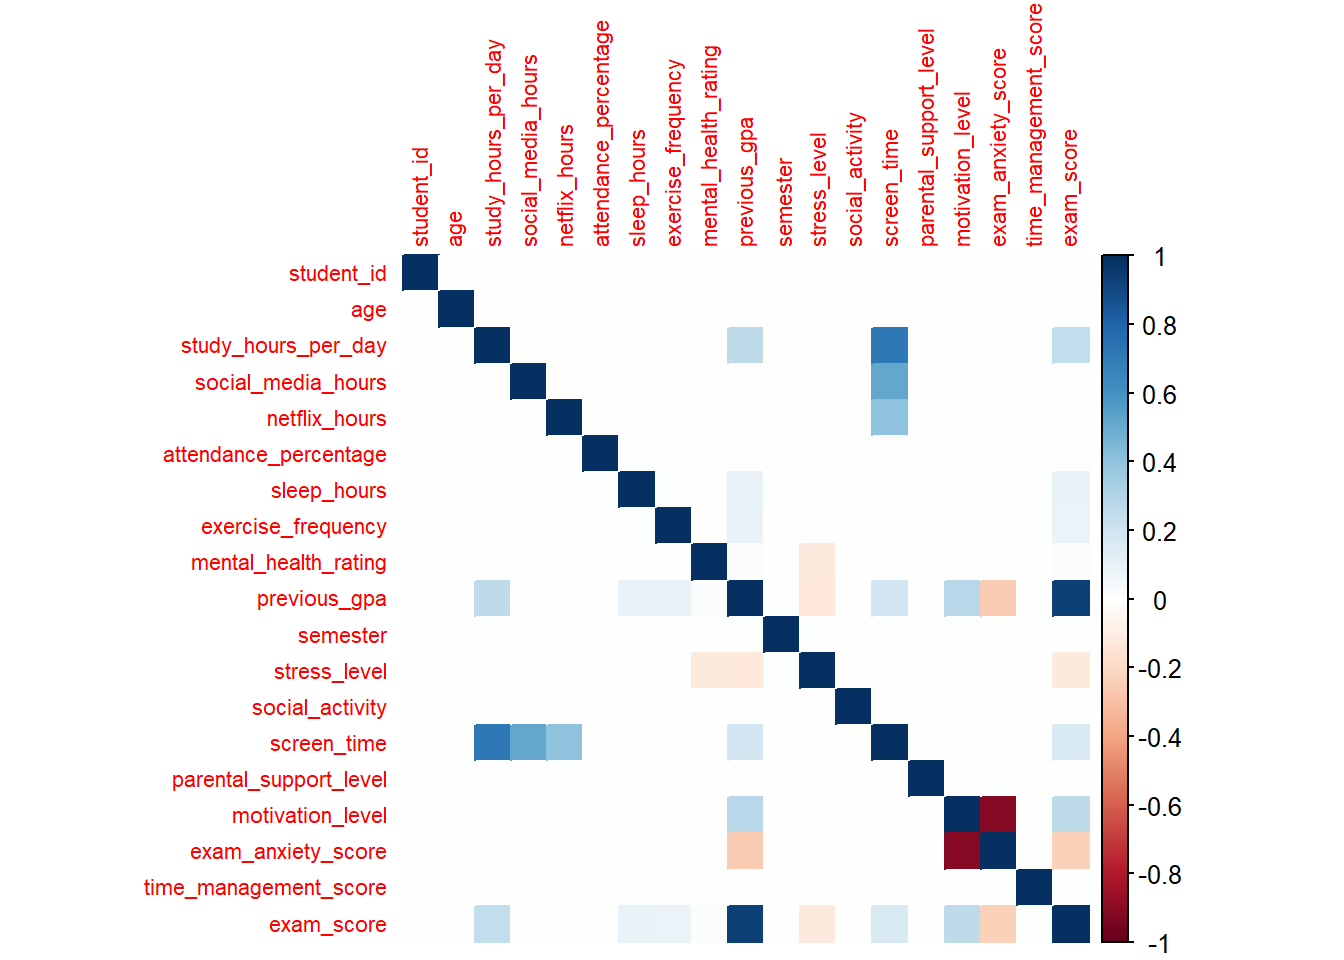 student_id
age
study_hours_per_day
social_media_hours
netflix_hours
attendance_percentage
sleep_hours
exercise_frequency
mental_health_rating
previous_gpa
semester
stress_level
social_activity
screen_time
parental_support_level
motivation_level
exam_anxiety_score
time_management_score
exam_score
student_id
age
study_hours_per_day
social_media_hours
netflix_hours
attendance_percentage
sleep_hours
exercise_frequency
mental_health_rating
previous_gpa
semester
stress_level
social_activity
screen_time
parental_support_level
motivation_level
exam_anxiety_score
time_management_score
exam_score
1
0.8
0.6
0.4
0.2
0
-0.2
-0.4
-0.6
-0.8
-1